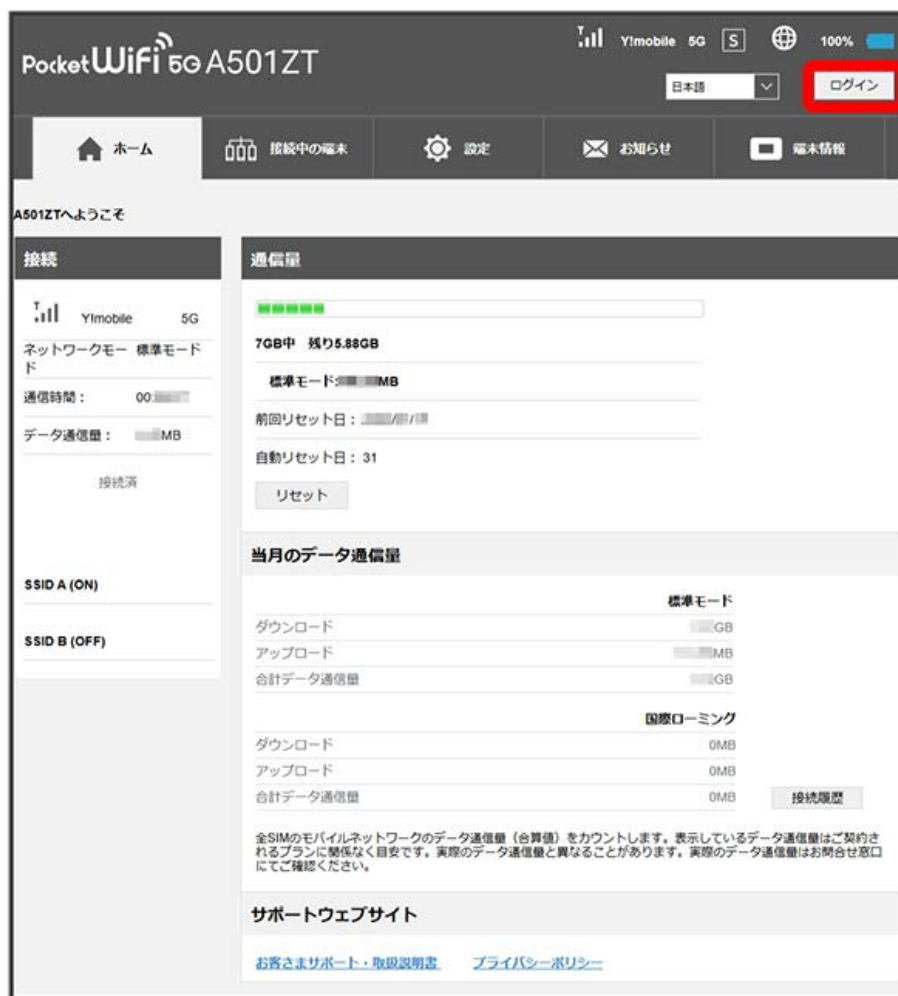 Pocket WiFi 5G A501ZT
Y!mobile 5G S 100%
日本語
ログイン
ホーム
接続中の端末
設定
お知らせ
端末情報
A501ZTへようこそ
接続
Y!mobile 5G
ネットワークモー 標準モード
ド
通信時間： 00:
データ通信量： MB
接続済
SSID A (ON)
SSID B (OFF)
通信量
7GB中 残り5.88GB
標準モード: MB
前回リセット日： / /
自動リセット日：31
リセット
当月のデータ通信量
標準モード
ダウンロード GB
アップロード MB
合計データ通信量 GB
国際ローミング
ダウンロード 0MB
アップロード 0MB
合計データ通信量 0MB
接続履歴
全SIMのモバイルネットワークのデータ通信量（合算値）をカウントします。表示しているデータ通信量はご契約さ
れるプランに関係なく目安です。実際のデータ通信量と異なることがあります。実際のデータ通信量はお問合せ窓口
にてご確認ください。
サポートウェブサイト
お客さまサポート・取扱説明書 プライバシーポリシー